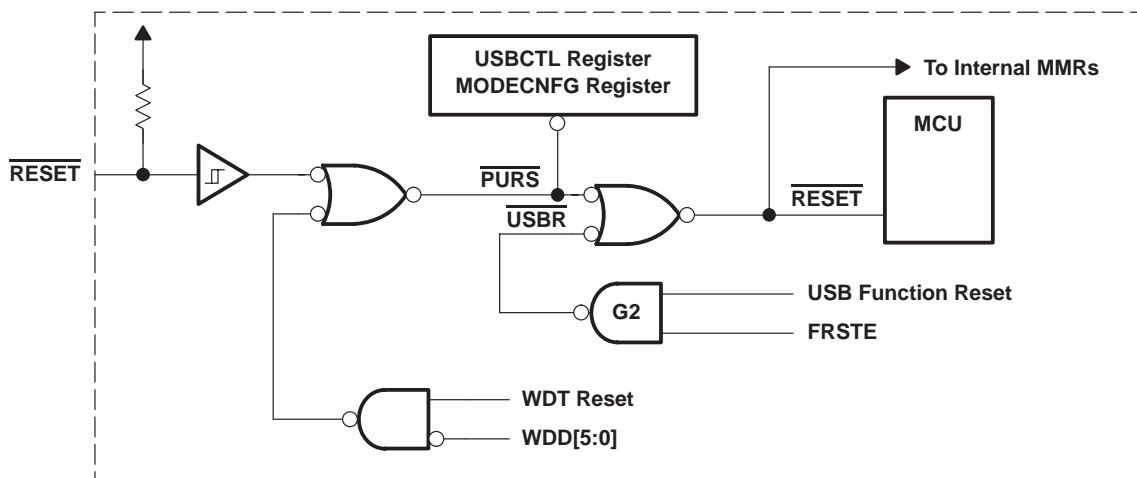 USBCTL Register
MODECNFG Register
To Internal MMRs
MCU
RESET
PURS
RESET
USBR
USB Function Reset
G2
FRSTE
WDT Reset
WDD[5:0]